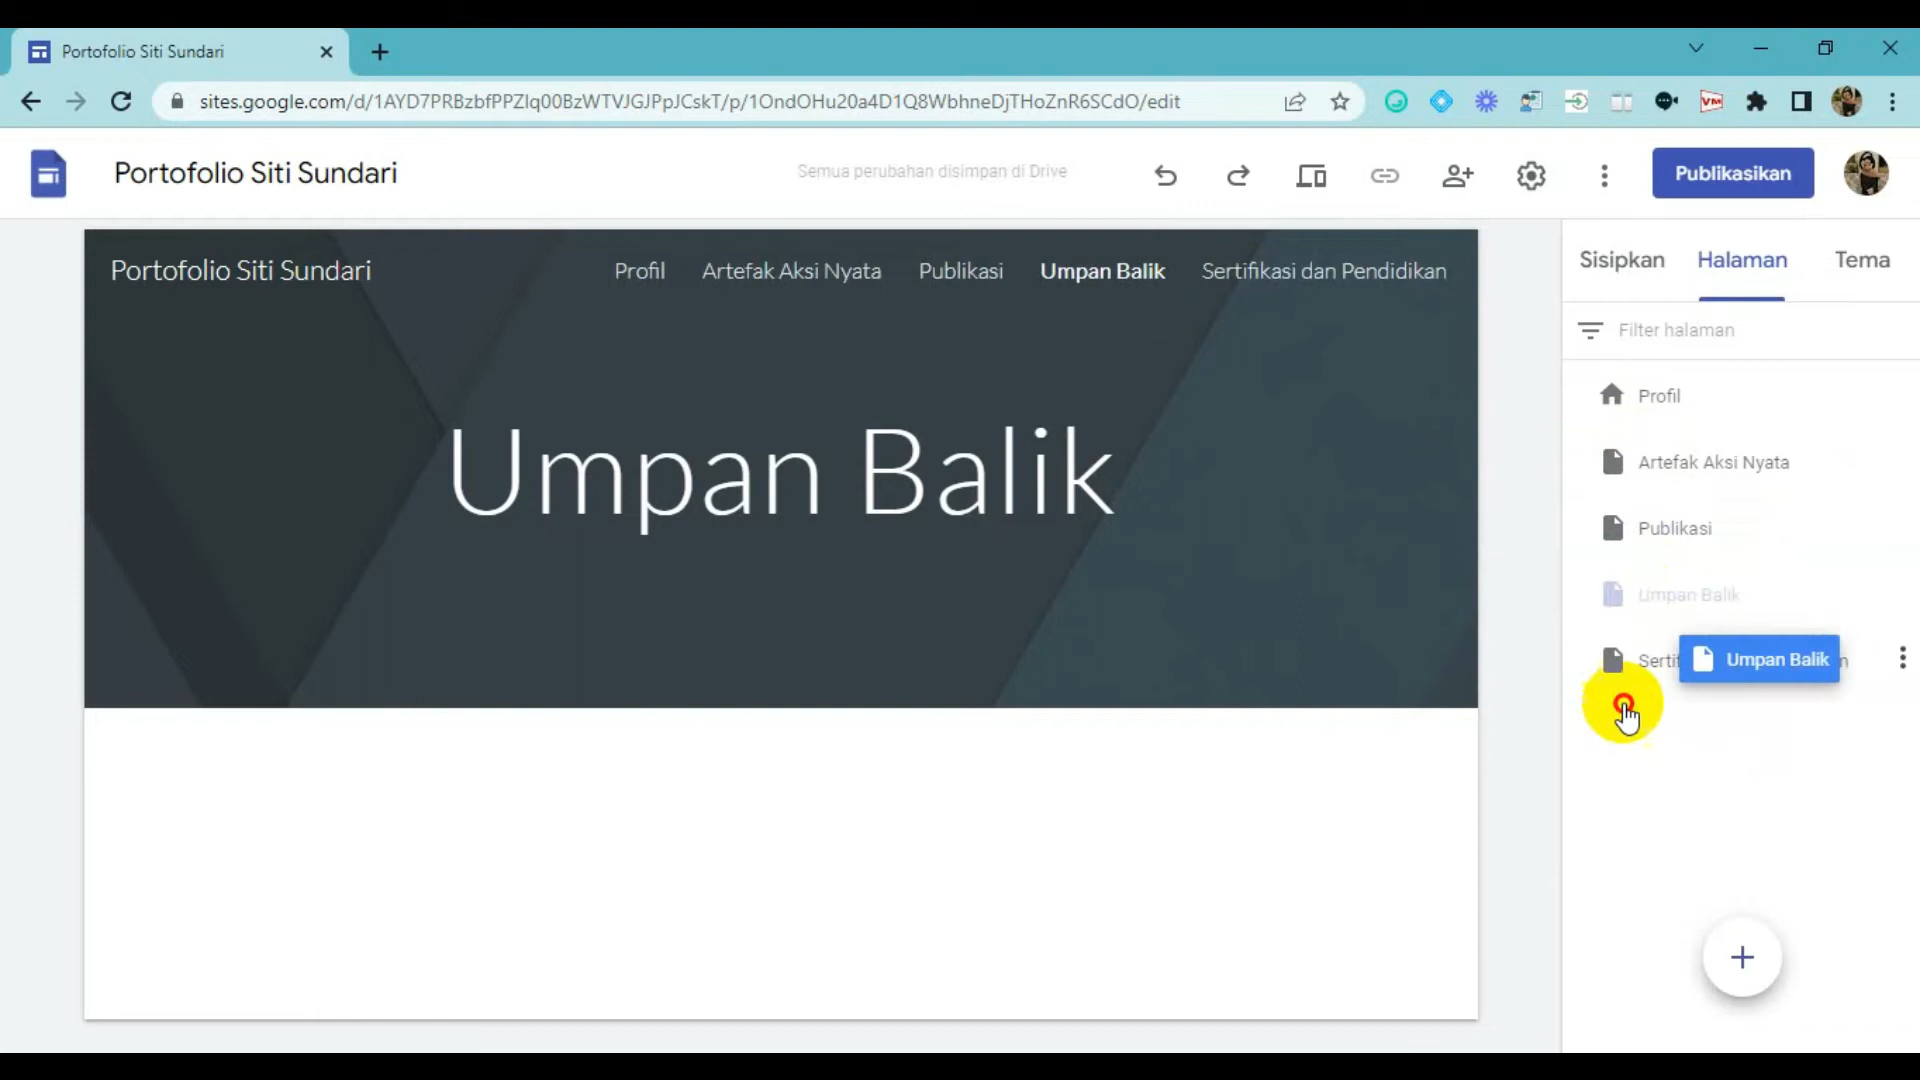 Portofolio Siti Sundari
sites.google.com/d/1AYD7PRBzbfPPZlq00BzWTVJGJPpJCskT/p/1OndOHu20a4D1Q8WbhneDjTHoZnR6SCdO/edit
VM
Portofolio Siti Sundari
Semua perubahan disimpan di Drive
Publikasikan
Portofolio Siti Sundari
Profil
Artefak Aksi Nyata
Publikasi
Umpan Balik
Sertifikasi dan Pendidikan
Umpan Balik
Sisipkan
Halaman
Tema
Filter halaman
Profil
Artefak Aksi Nyata
Publikasi
Umpan Balik
Umpan Balik